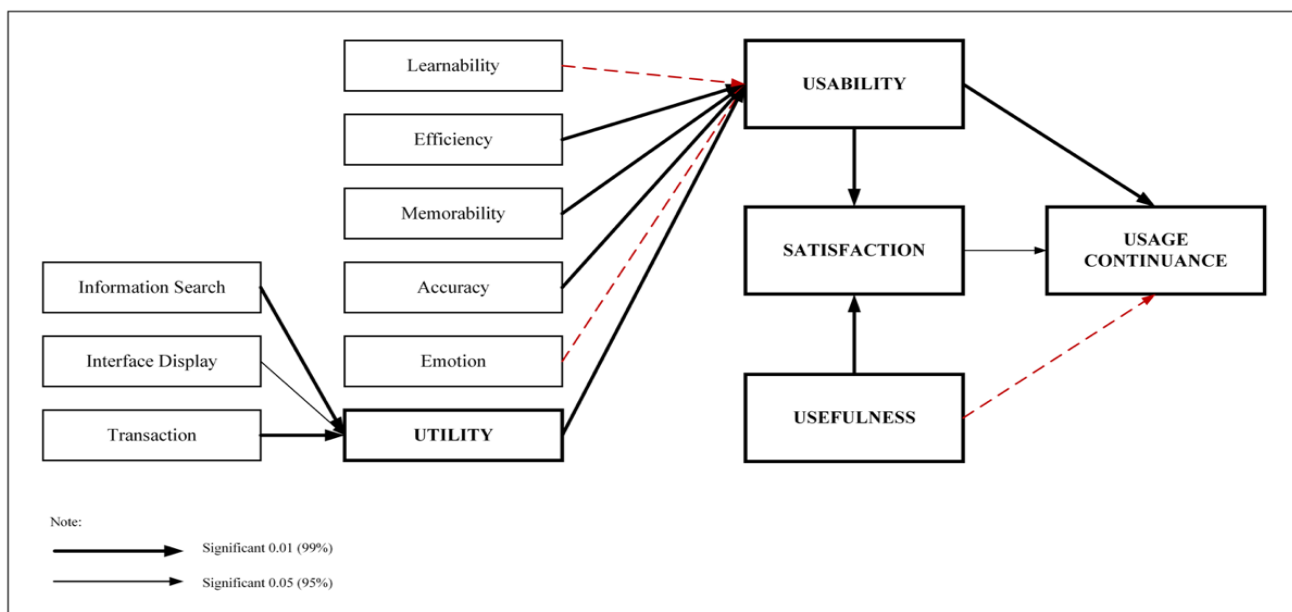 Learnability
USABILITY
Efficiency
Memorability
SATISFACTION
USAGE
CONTINUANCE
Information Search
Accuracy
Interface Display
Emotion
Transaction
UTILITY
USEFULNESS
Note:
Significant 0.01 (99%)
Significant 0.05 (95%)